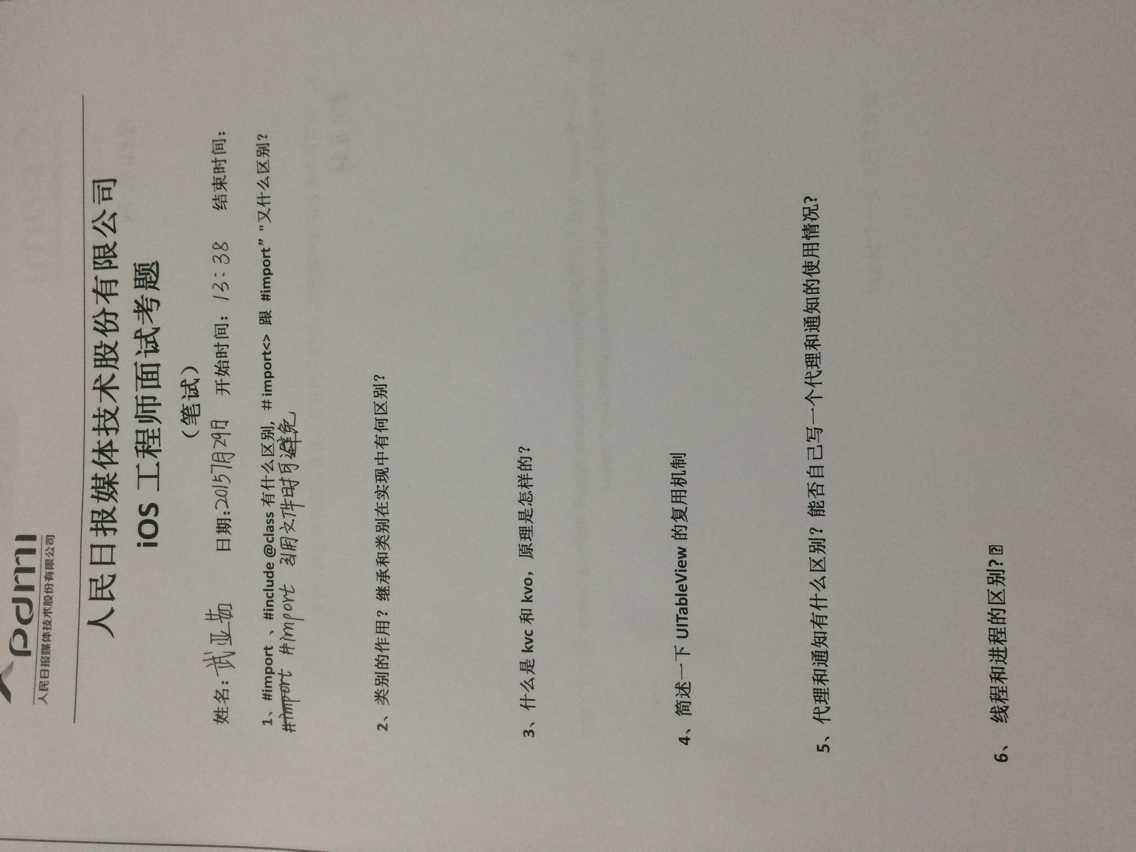 pdmi
人民日报媒体技术股份有限公司
人民日报媒体技术股份有限公司
iOS 工程师面试考题
（笔试）
姓名：武亚茹 日期:20157月29日 开始时间：13:38 结束时间：
1、#import 、#include @class 有什么区别, ＃import<> 跟 #import”"又什么区别？
#import #import 引用文件时可避免
2、类别的作用？继承和类别在实现中有何区别？
3、什么是 kvc 和 kvo，原理是怎样的？
4、简述一下 UITableView 的复用机制
5、代理和通知有什么区别？能否自己写一个代理和通知的使用情况?
6、 线程和进程的区别?